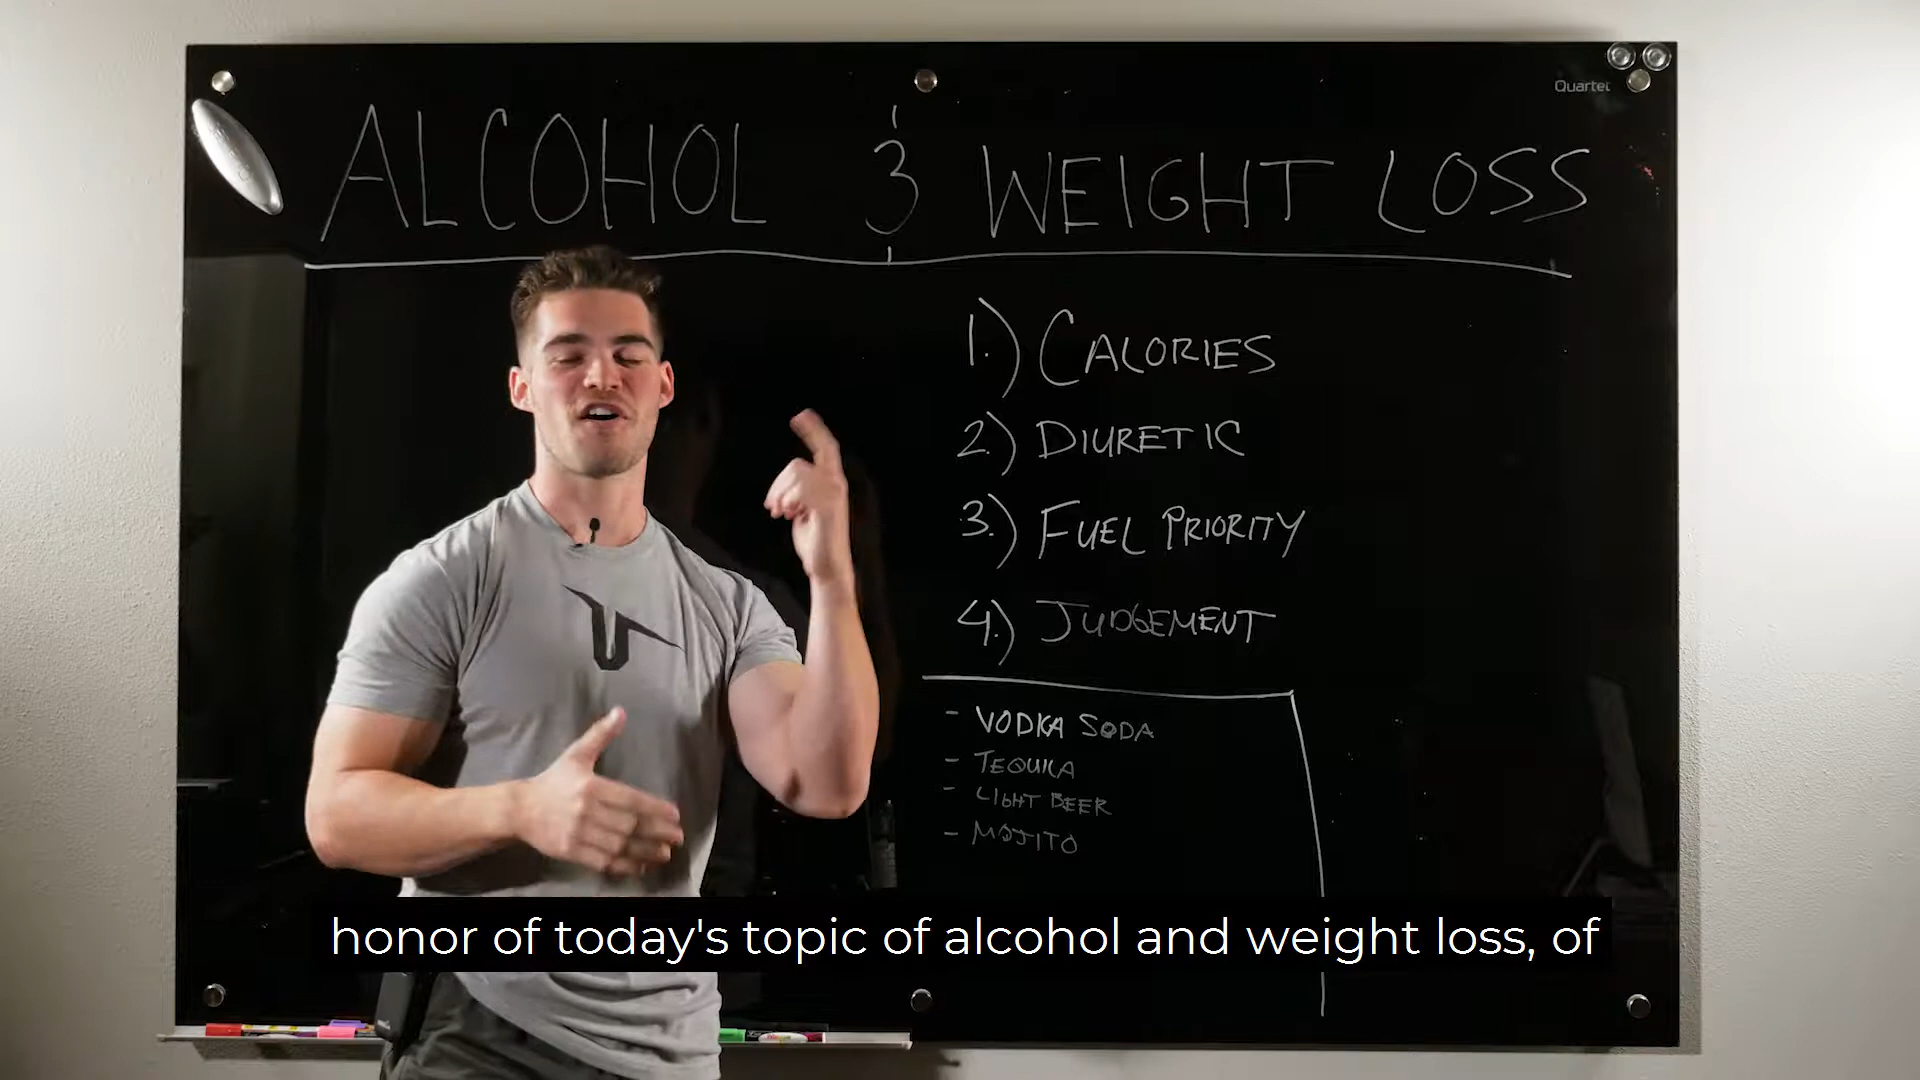 Quartet
ALCOHOL & WEIGHT LOSS
1.) CALORIES
2.) DIURETIC
3.) FUEL PRIORITY
4.) JUDGEMENT
- VODKA SODA
- TEQUILA
- LIGHT BEER
- MOJITO
honor of today's topic of alcohol and weight loss, of